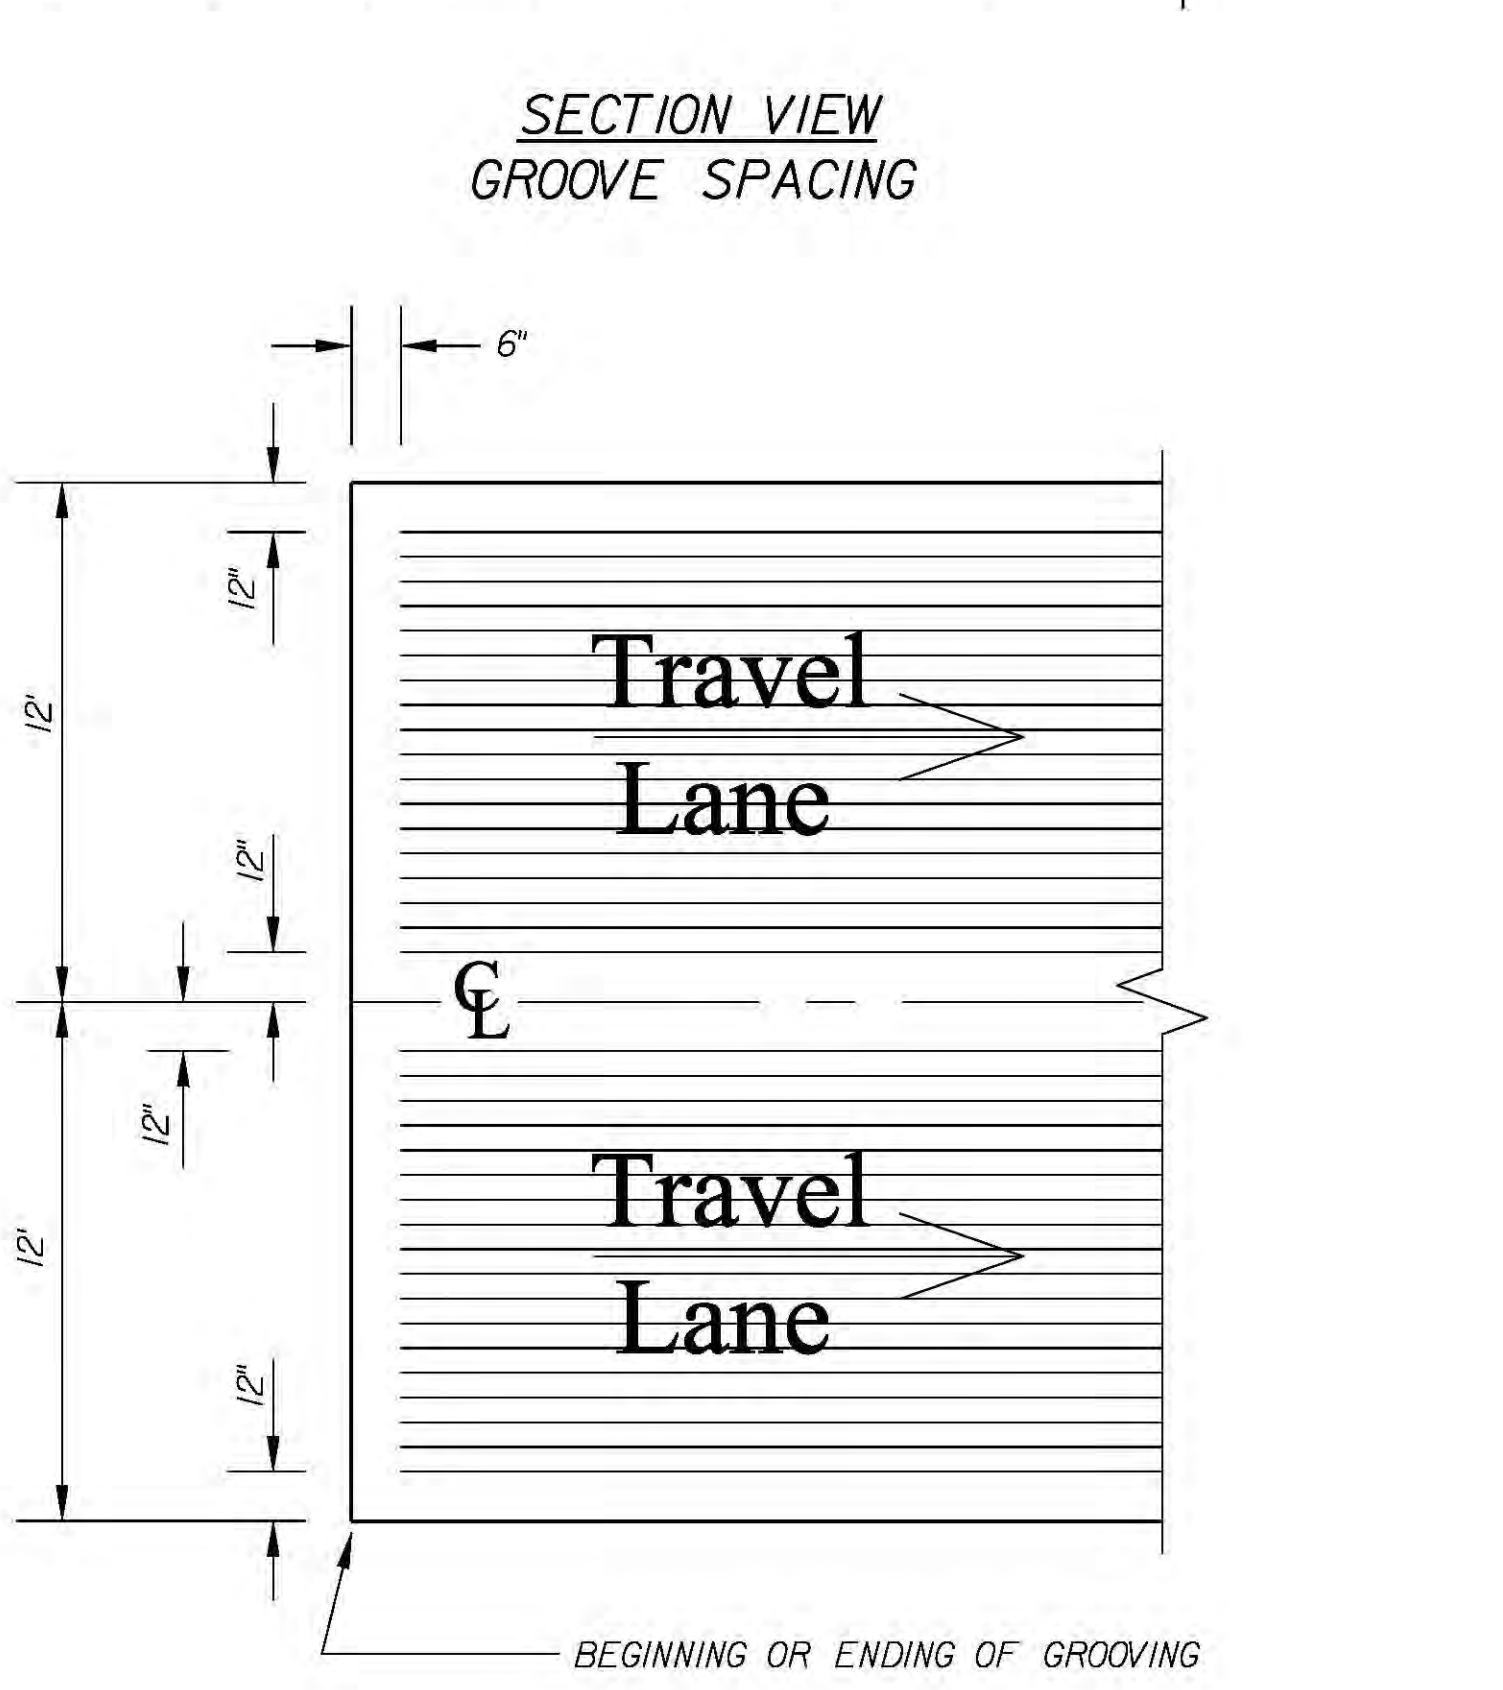 SECTION VIEW
GROOVE SPACING
6"
12"
12'
Travel
Lane
12"
℄
12"
12'
Travel
Lane
12"
BEGINNING OR ENDING OF GROOVING